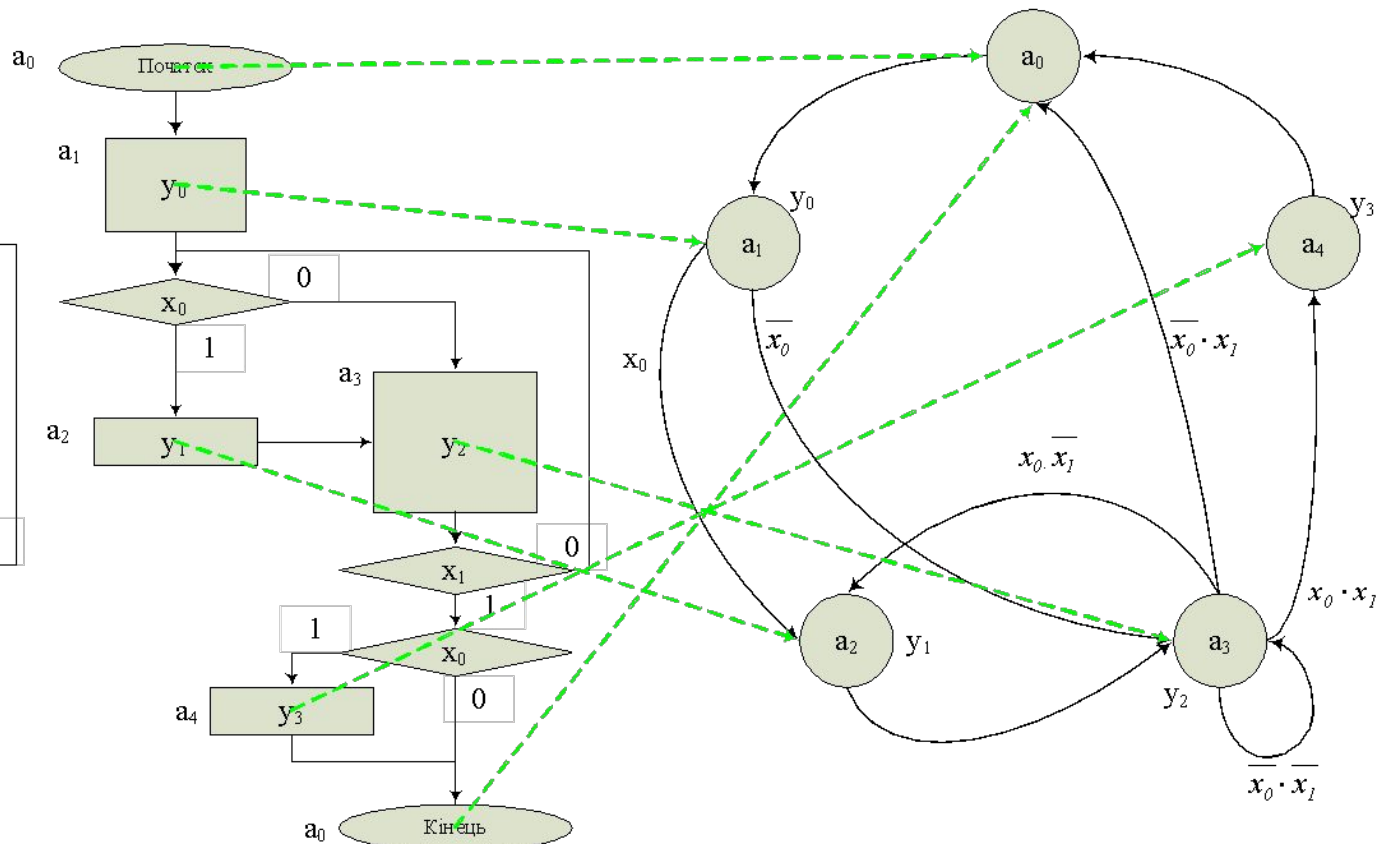 a₀
Початок
a₁
y₀
x₀
0
1
a₃
a₂
y₁
y₂
0
x₁
1
1
x₀
0
a₄
y₃
a₀
Кінець
a₀
y₀
y₃
a₁
a₄
x̅₀
x₀
x̅₀ · x₁
x₀ · x̅₁
x₀ · x₁
a₂
y₁
a₃
y₂
x̅₀ · x̅₁